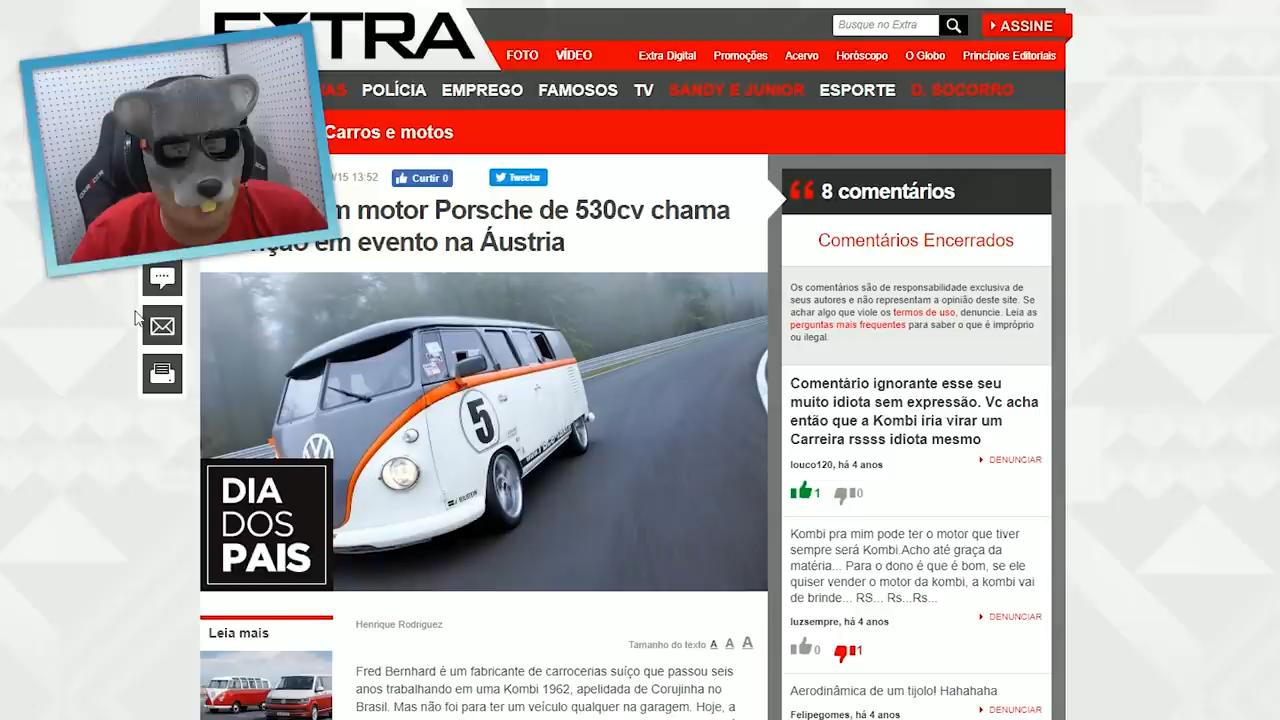 EXTRA
Busque no Extra
ASSINE
FOTO VÍDEO Extra Digital Promoções Acervo Horóscopo O Globo Princípios Editoriais
POLÍCIA EMPREGO FAMOSOS TV SANDY E JUNIOR ESPORTE D. SOCORRO
Carros e motos
/15 13:52 Curtir 0 Tweetar
motor Porsche de 530cv chama
em evento na Áustria
5
DIA
DOS
PAIS
Leia mais
Henrique Rodriguez
Tamanho do texto A A A
Fred Bernhard é um fabricante de carrocerias suíço que passou seis
anos trabalhando em uma Kombi 1962, apelidada de Corujinha no
Brasil. Mas não foi para ter um veículo qualquer na garagem. Hoje, a
8 comentários
Comentários Encerrados
Os comentários são de responsabilidade exclusiva de
seus autores e não representam a opinião deste site. Se
achar algo que viole os termos de uso, denuncie. Leia as
perguntas mais frequentes para saber o que é impróprio
ou ilegal.
Comentário ignorante esse seu
muito idiota sem expressão. Vc acha
então que a Kombi iria virar um
Carreira rssss idiota mesmo
DENUNCIAR
louco120, há 4 anos
1 0
Kombi pra mim pode ter o motor que tiver
sempre será Kombi.Acho até graça da
matéria... Para o dono é que é bom, se ele
quiser vender o motor da kombi, a kombi vai
de brinde... RS... Rs...Rs...
DENUNCIAR
luzsempre, há 4 anos
0 1
Aerodinâmica de um tijolo! Hahahaha
DENUNCIAR
Felipegomes, há 4 anos